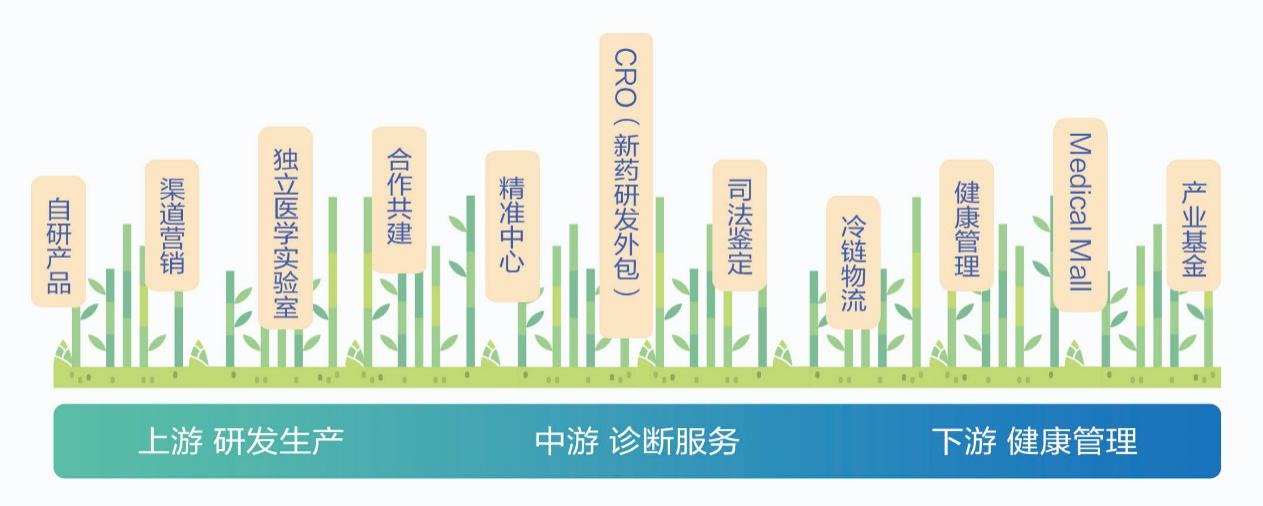 自研产品
渠道营销
独立医学实验室
合作共建
精准中心
CRO（新药研发外包）
司法鉴定
冷链物流
健康管理
Medical Mall
产业基金
上游 研发生产
中游 诊断服务
下游 健康管理